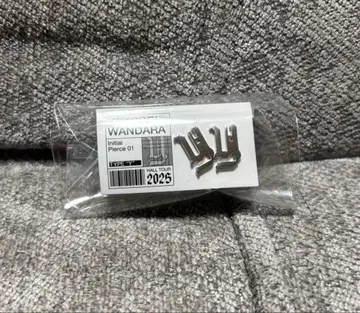 WANDARA
Initial
Pierce 01
TYPE "Y"
HALL TOUR
2025